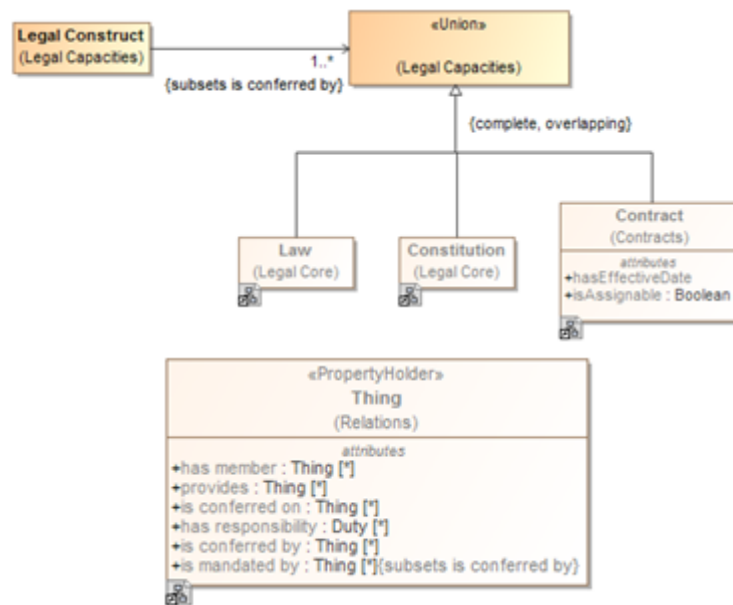 Legal Construct
(Legal Capacities)
«Union»
(Legal Capacities)
1..*
{subsets is conferred by}
{complete, overlapping}
Law
(Legal Core)
Constitution
(Legal Core)
Contract
(Contracts)
attributes
+hasEffectiveDate
+isAssignable : Boolean
«PropertyHolder»
Thing
(Relations)
attributes
+has member : Thing [*]
+provides : Thing [*]
+is conferred on : Thing [*]
+has responsibility : Duty [*]
+is conferred by : Thing [*]
+is mandated by : Thing [*]{subsets is conferred by}